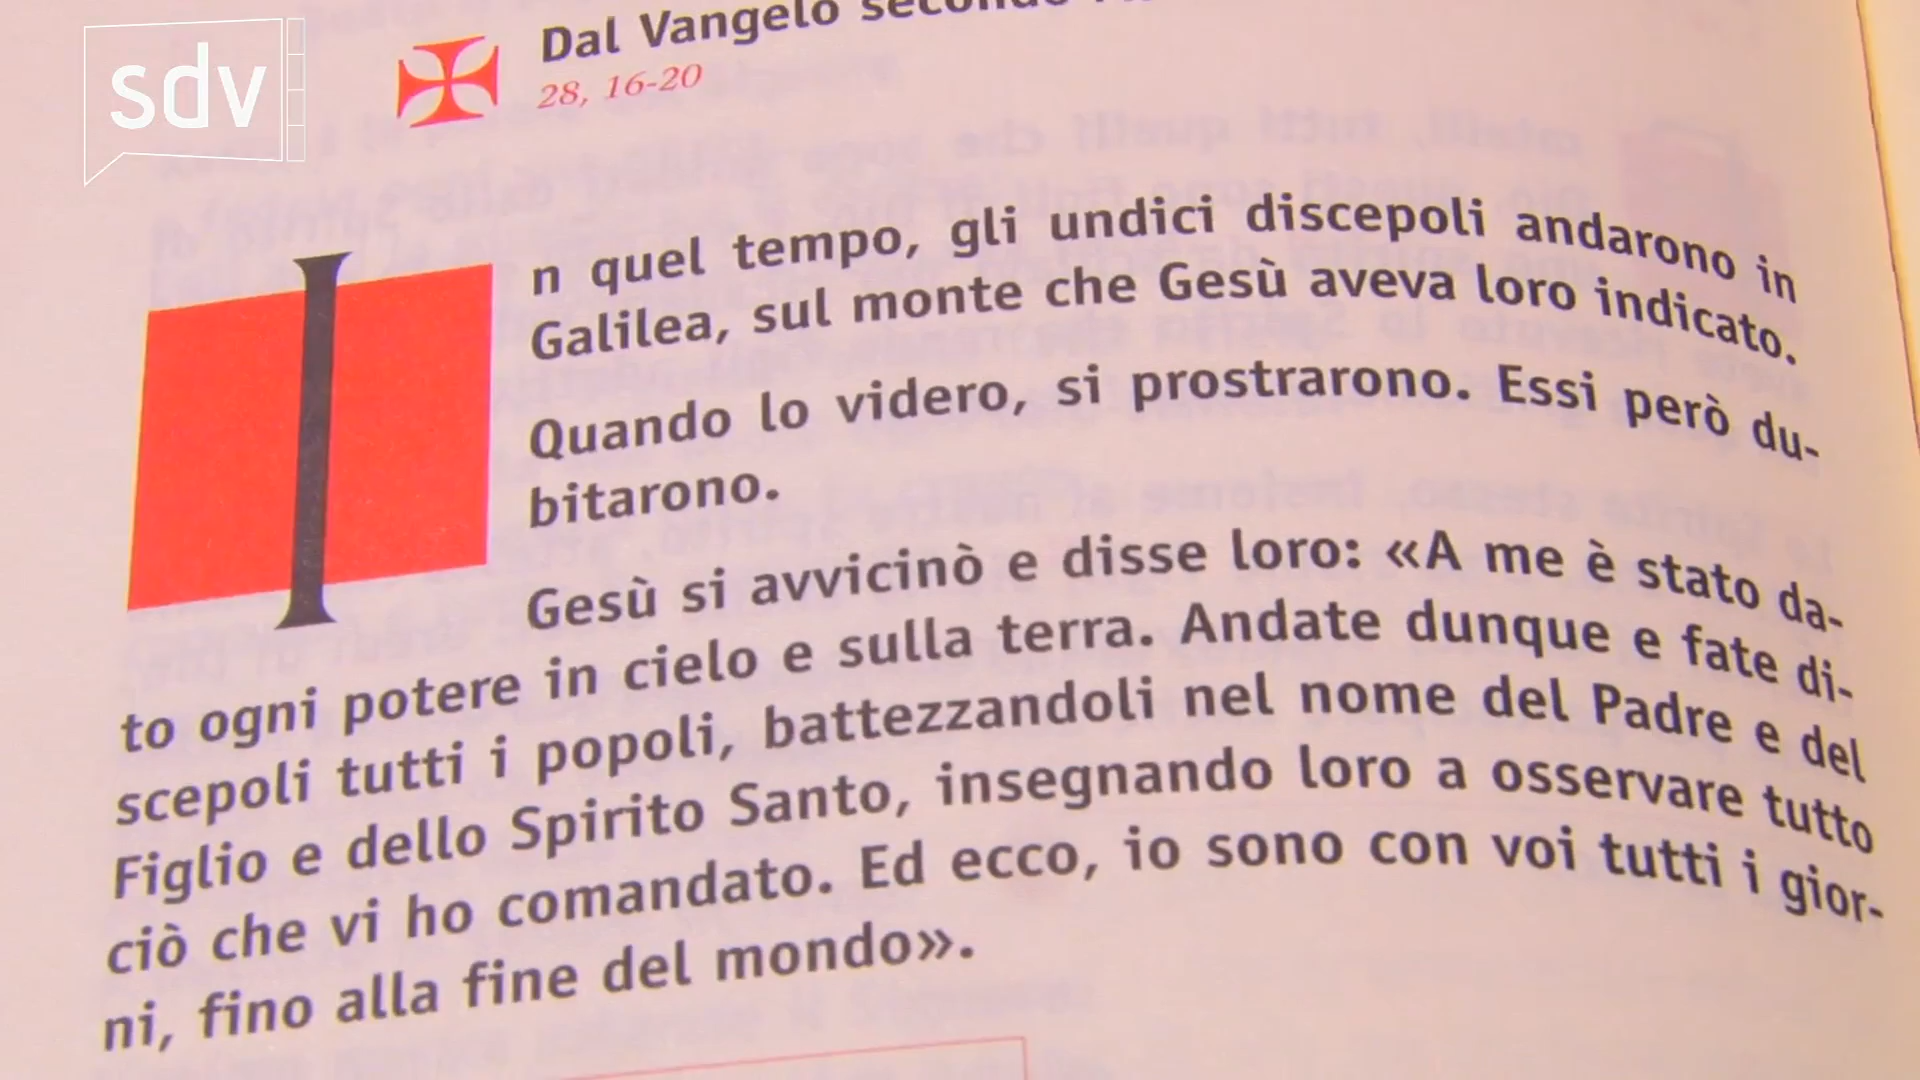 sdv
Dal Vangelo secondo
28, 16-20
In quel tempo, gli undici discepoli andarono in
Galilea, sul monte che Gesù aveva loro indicato.
Quando lo videro, si prostrarono. Essi però du-
bitarono.
Gesù si avvicinò e disse loro: «A me è stato da-
to ogni potere in cielo e sulla terra. Andate dunque e fate di-
scepoli tutti i popoli, battezzandoli nel nome del Padre e del
Figlio e dello Spirito Santo, insegnando loro a osservare tutto
ciò che vi ho comandato. Ed ecco, io sono con voi tutti i gior-
ni, fino alla fine del mondo».